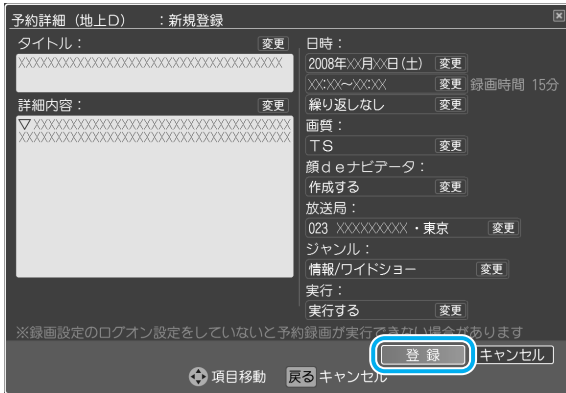 予約詳細（地上D）　：新規登録
タイトル：　変更
XXXXXXXXXXXXXXXXXXXXXXXXXXXXXXXXXX
詳細内容：　変更
▽XXXXXXXXXXXXXXXXXXXXXXXXXXXXXXXXX
XXXXXXXXXXXXXXXXXXXXXXXXXXXXXXXXXXX
日時：
2008年XX月XX日(土)　変更
XX:XX〜XX:XX　変更　録画時間 15分
繰り返しなし　変更
画質：
TS　変更
顔deナビデータ：
作成する　変更
放送局：
023 XXXXXXXXX・東京　変更
ジャンル：
情報/ワイドショー　変更
実行：
実行する　変更
※録画設定のログオン設定をしていないと予約録画が実行できない場合があります
登 録　キャンセル
項目移動　戻る キャンセル